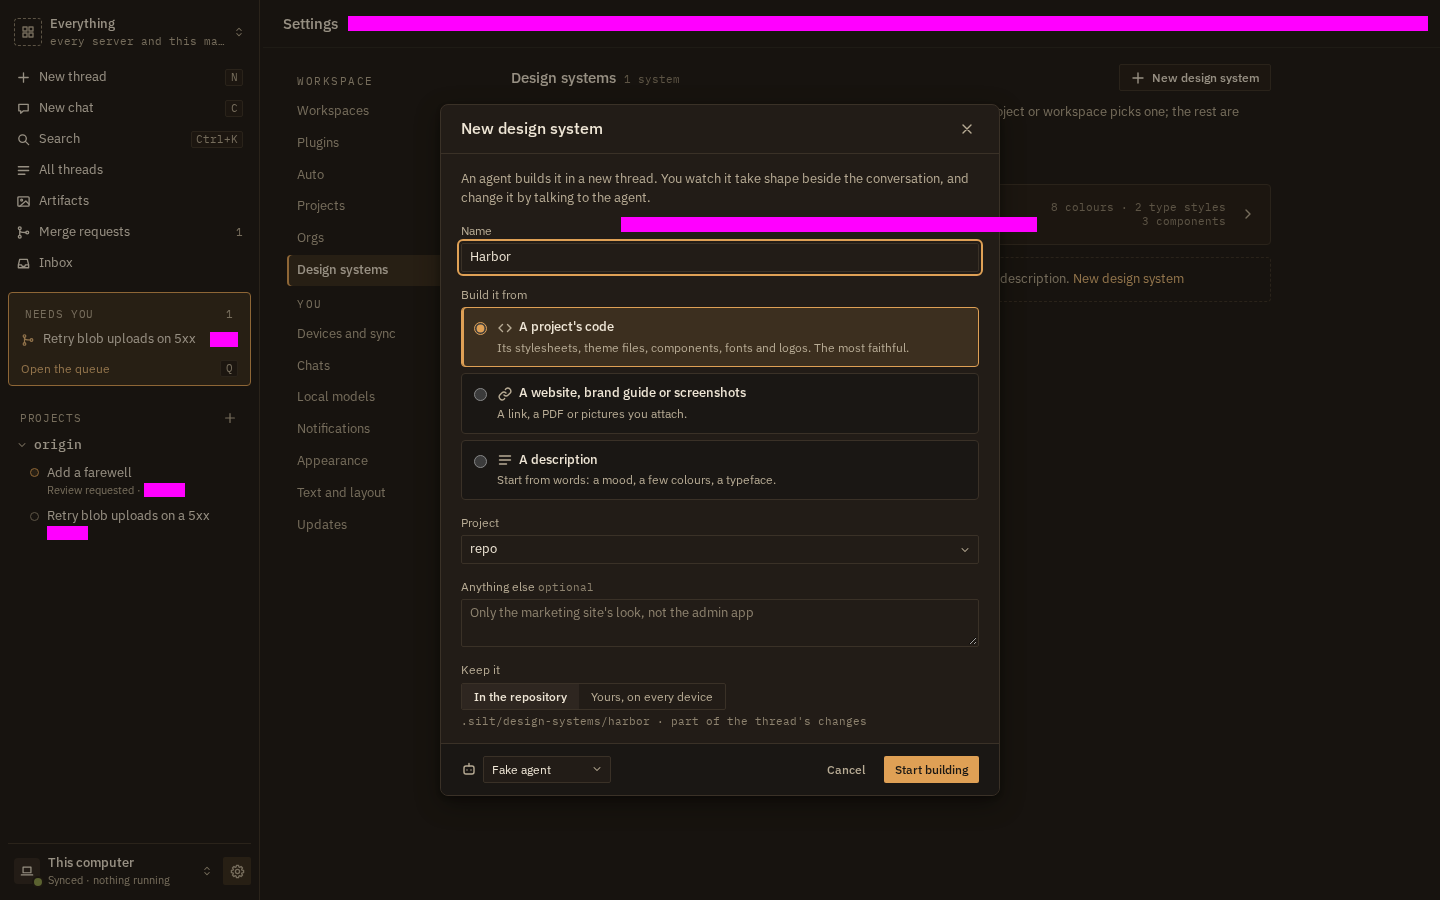 Everything
every server and this ma…
New thread N
New chat C
Search Ctrl+K
All threads
Artifacts
Merge requests 1
Inbox
NEEDS YOU 1
Retry blob uploads on 5xx
Open the queue Q
PROJECTS
origin
Add a farewell
Review requested ·
Retry blob uploads on a 5xx
This computer
Synced · nothing running
Settings
WORKSPACE
Workspaces
Plugins
Auto
Projects
Orgs
Design systems
YOU
Devices and sync
Chats
Local models
Notifications
Appearance
Text and layout
Updates
Design systems 1 system
New design system
or workspace picks one; the rest are
8 colours · 2 type styles
3 components
description. New design system
New design system
An agent builds it in a new thread. You watch it take shape beside the conversation, and
change it by talking to the agent.
Name
Harbor
Build it from
A project's code
Its stylesheets, theme files, components, fonts and logos. The most faithful.
A website, brand guide or screenshots
A link, a PDF or pictures you attach.
A description
Start from words: a mood, a few colours, a typeface.
Project
repo
Anything else optional
Only the marketing site's look, not the admin app
Keep it
In the repository Yours, on every device
.silt/design-systems/harbor · part of the thread's changes
Fake agent
Cancel
Start building